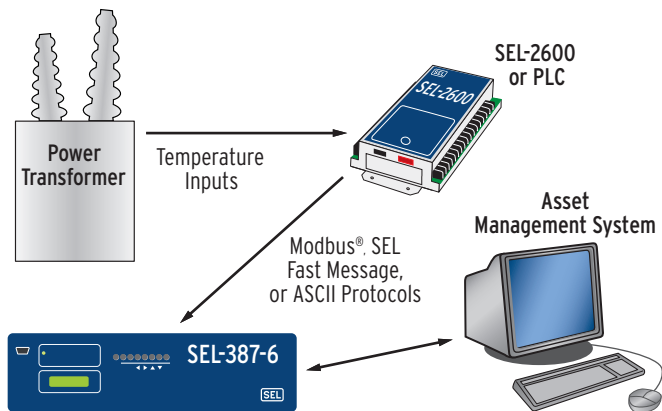 SEL-2600
or PLC
SEL
SEL-2600
Power
Transformer
Temperature
Inputs
Asset
Management System
Modbus®, SEL
Fast Message,
or ASCII Protocols
SEL-387-6
SEL